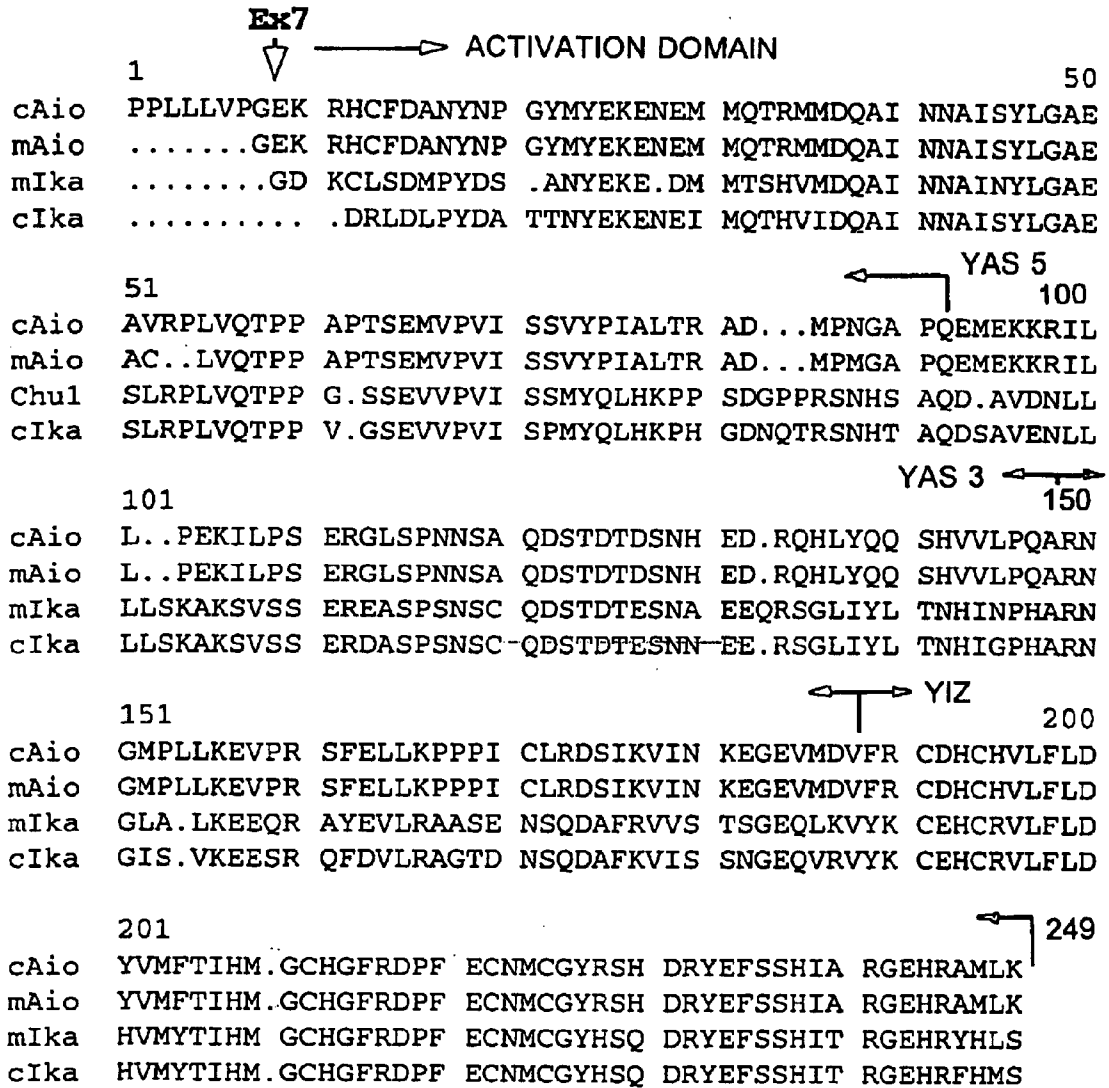 Ex7
ACTIVATION DOMAIN
1 50
cAio PPLLLVPGEK RHCFDANYNP GYMYEKENEM MQTRMMDQAI NNAISYLGAE
mAio .......GEK RHCFDANYNP GYMYEKENEM MQTRMMDQAI NNAISYLGAE
mIka ........GD KCLSDMPYDS .ANYEKE.DM MTSHVMDQAI NNAINYLGAE
cIka .......... .DRLDLPYDA TTNYEKENEI MQTHVIDQAI NNAISYLGAE
YAS 5
51 100
cAio AVRPLVQTPP APTSEMVPVI SSVYPIALTR AD...MPNGA PQEMEKKRIL
mAio AC..LVQTPP APTSEMVPVI SSVYPIALTR AD...MPMGA PQEMEKKRIL
Chu1 SLRPLVQTPP G.SSEVVPVI SSMYQLHKPP SDGPPRSNHS AQD.AVDNLL
cIka SLRPLVQTPP V.GSEVVPVI SPMYQLHKPH GDNQTRSNHT AQDSAVENLL
YAS 3
101 150
cAio L..PEKILPS ERGLSPNNSA QDSTDTDSNH ED.RQHLYQQ SHVVLPQARN
mAio L..PEKILPS ERGLSPNNSA QDSTDTDSNH ED.RQHLYQQ SHVVLPQARN
mIka LLSKAKSVSS EREASPSNSC QDSTDTESNA EEQRSGLIYL TNHINPHARN
cIka LLSKAKSVSS ERDASPSNSC QDSTDTESNN EE.RSGLIYL TNHIGPHARN
YIZ
151 200
cAio GMPLLKEVPR SFELLKPPPI CLRDSIKVIN KEGEVMDVFR CDHCHVLFLD
mAio GMPLLKEVPR SFELLKPPPI CLRDSIKVIN KEGEVMDVFR CDHCHVLFLD
mIka GLA.LKEEQR AYEVLRAASE NSQDAFRVVS TSGEQLKVYK CEHCRVLFLD
cIka GIS.VKEESR QFDVLRAGTD NSQDAFKVIS SNGEQVRVYK CEHCRVLFLD
201 249
cAio YVMFTIHM.GCHGFRDPF ECNMCGYRSH DRYEFSSHIA RGEHRAMLK
mAio YVMFTIHM.GCHGFRDPF ECNMCGYRSH DRYEFSSHIA RGEHRAMLK
mIka HVMYTIHM.GCHGFRDPF ECNMCGYHSQ DRYEFSSHIT RGEHRYHLS
cIka HVMYTIHM.GCHGFRDPF ECNMCGYHSQ DRYEFSSHIT RGEHRFHMS